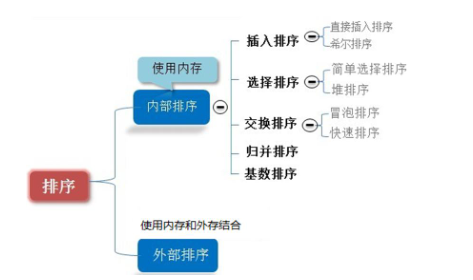 直接插入排序
插入排序
希尔排序
使用内存
简单选择排序
选择排序
堆排序
内部排序
冒泡排序
交换排序
快速排序
归并排序
基数排序
排序
使用内存和外存结合
外部排序